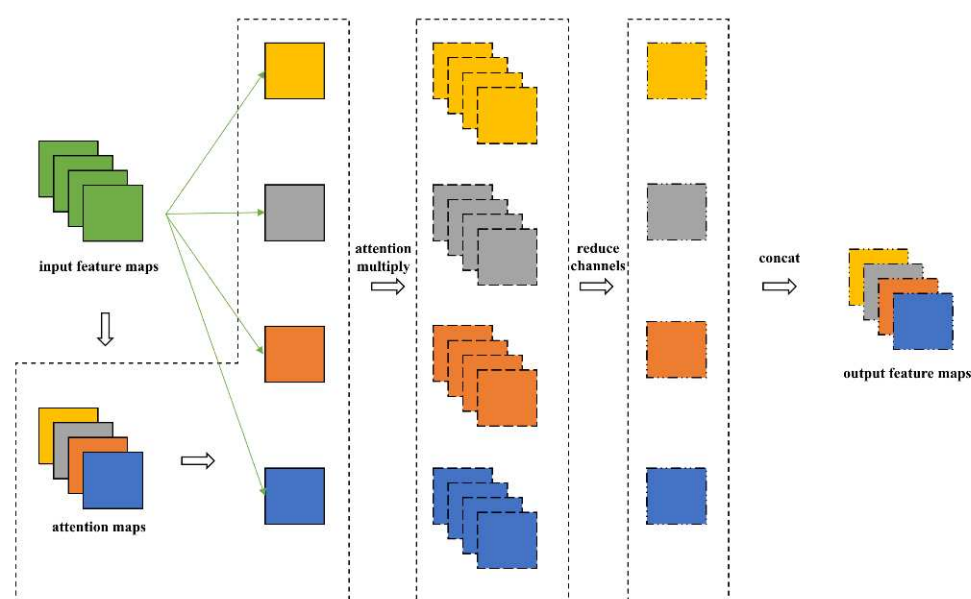 input feature maps
attention maps
attention
multiply
reduce
channels
concat
output feature maps